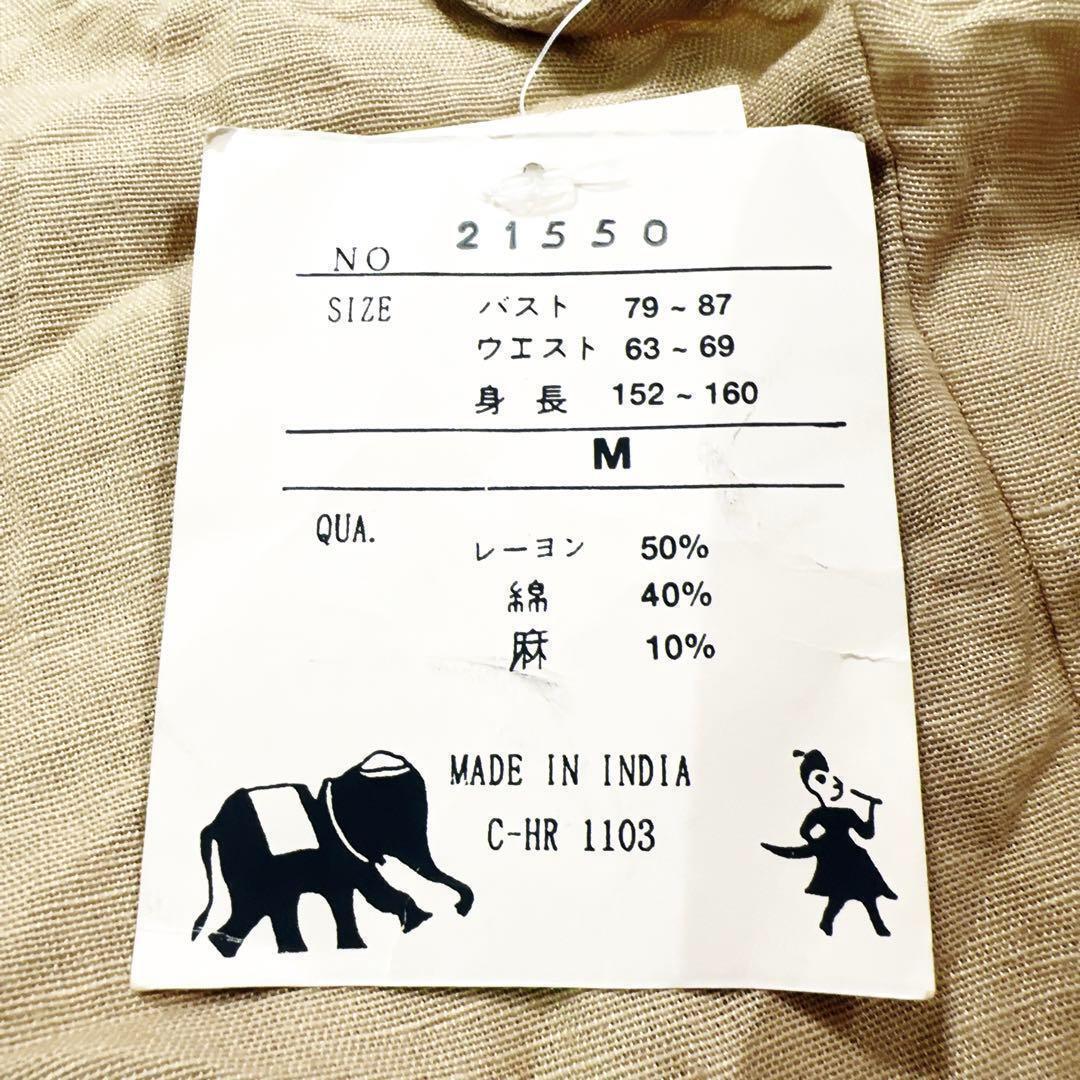 NO 21550
SIZE バスト 79~87
ウエスト 63~69
身長 152~160
M
QUA. レーヨン 50%
綿 40%
麻 10%
MADE IN INDIA
C-HR 1103